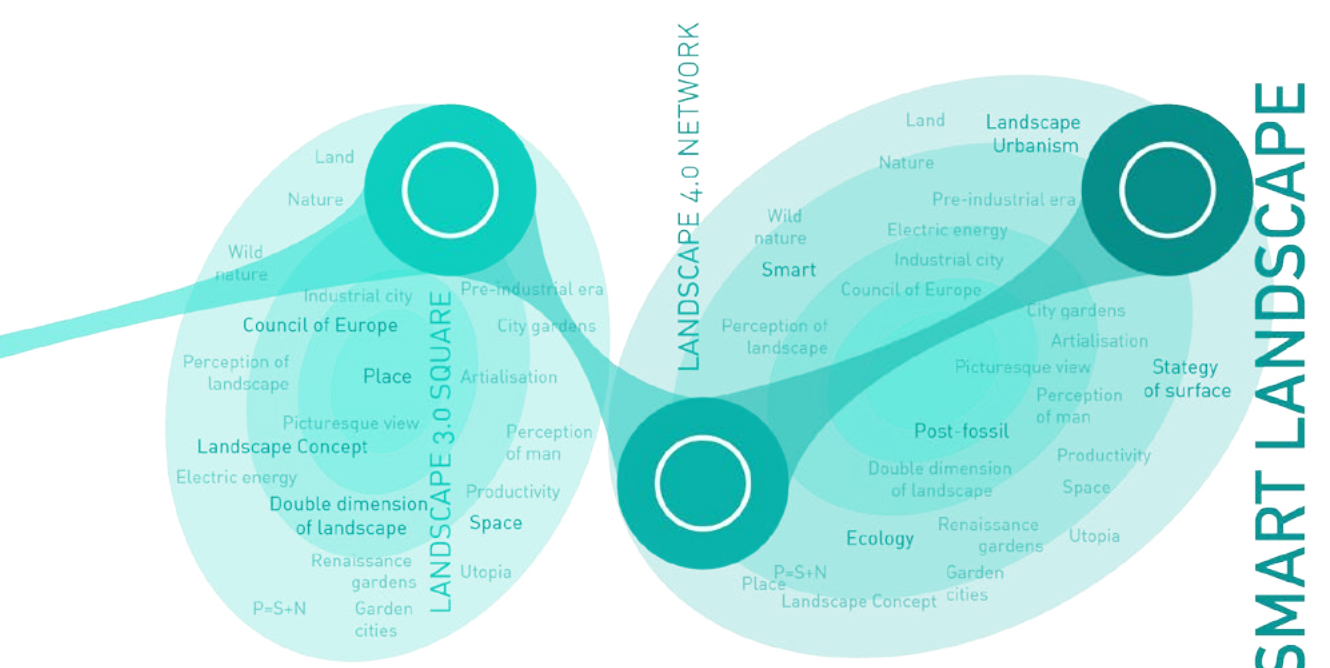 Land
Nature
Wild
nature
Industrial city
Pre-industrial era
Council of Europe
City gardens
Perception of
landscape
Place
Artialisation
Picturesque view
Landscape Concept
Perception
of man
Electric energy
Double dimension
of landscape
Productivity
Space
Renaissance
gardens
Utopia
P=S+N
Garden
cities
LANDSCAPE 3.0 SQUARE
LANDSCAPE 4.0 NETWORK
Land
Landscape
Urbanism
Nature
Pre-industrial era
Wild
nature
Electric energy
Smart
Industrial city
Council of Europe
City gardens
Perception of
landscape
Artialisation
Picturesque view
Stategy
of surface
Perception
of man
Post-fossil
Productivity
Double dimension
of landscape
Space
Ecology
Renaissance
gardens
Utopia
P=S+N
Place
Garden
cities
Landscape Concept
SMART LANDSCAPE